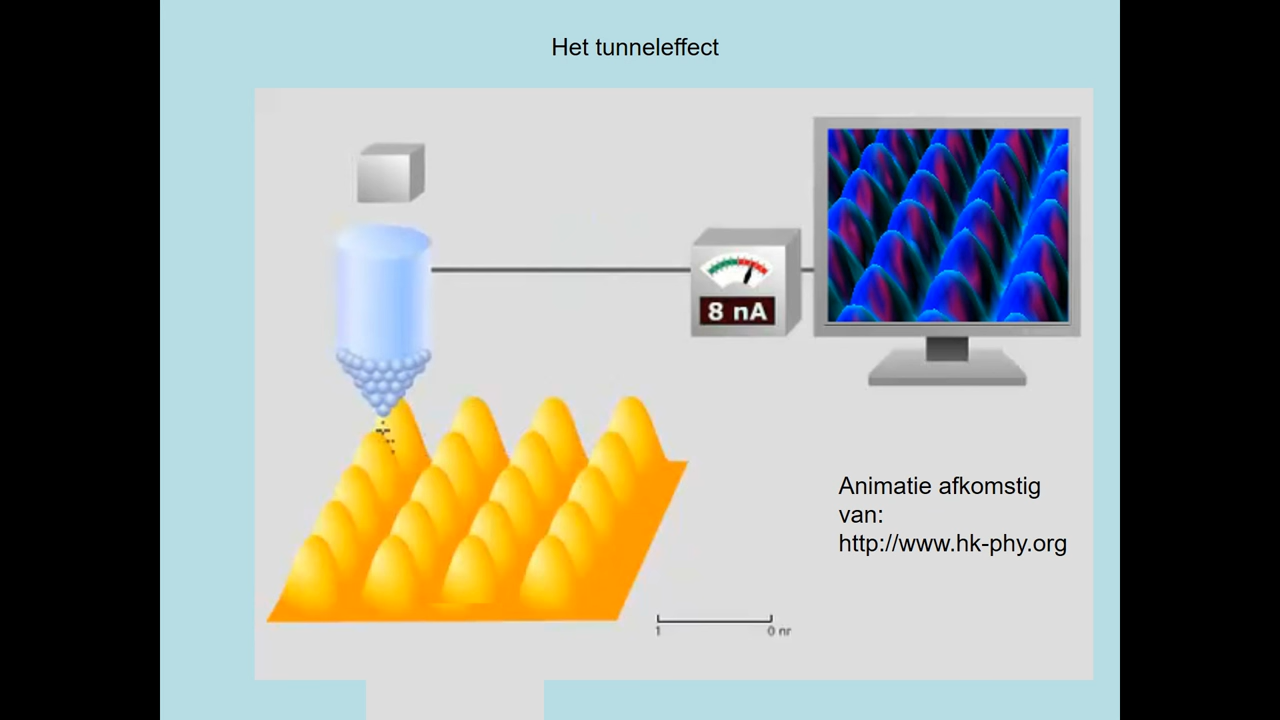 Het tunneleffect
8 nA
Animatie afkomstig
van:
http://www.hk-phy.org
1 0 nr